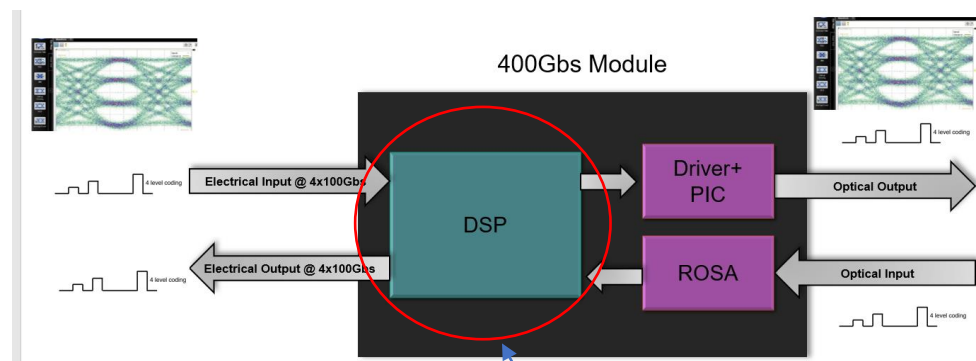 400Gbs Module
4 level coding
4 level coding
Electrical Input @ 4x100Gbs
DSP
Driver+
PIC
Optical Output
Electrical Output @ 4x100Gbs
ROSA
Optical Input
4 level coding
4 level coding